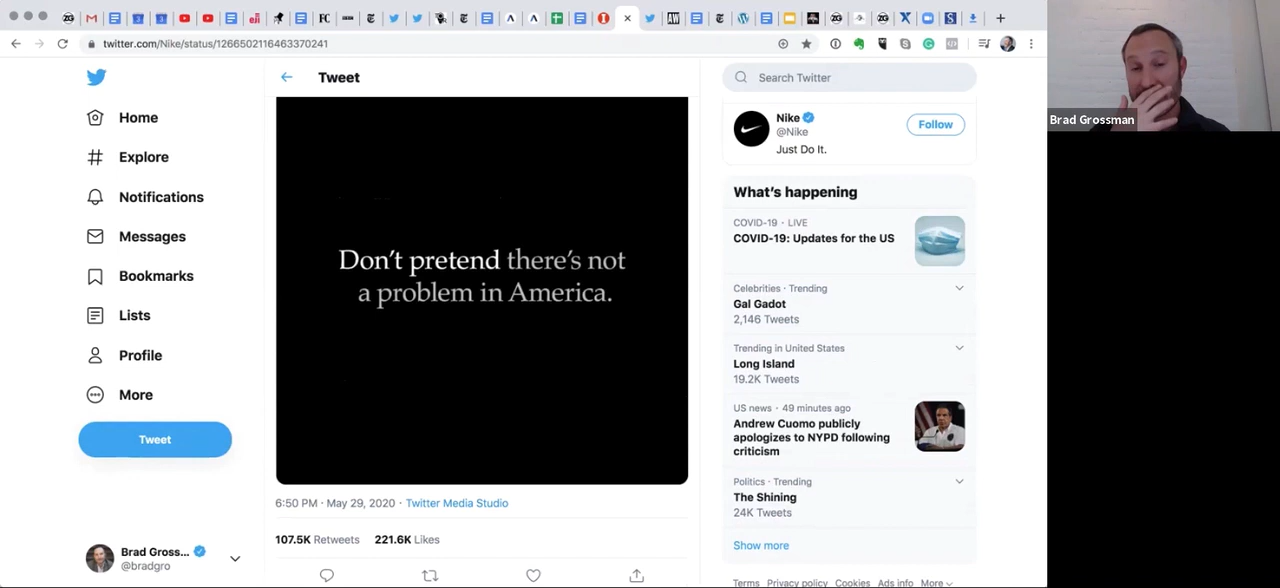 twitter.com/Nike/status/1266502116463370241
Home
Explore
Notifications
Messages
Bookmarks
Lists
Profile
More
Tweet
Brad Gross...
@bradgro
Tweet
Don't pretend there's not
a problem in America.
6:50 PM · May 29, 2020 · Twitter Media Studio
107.5K Retweets 221.6K Likes
Search Twitter
Nike
@Nike
Just Do It.
Follow
What's happening
COVID-19 · LIVE
COVID-19: Updates for the US
Celebrities · Trending
Gal Gadot
2,146 Tweets
Trending in United States
Long Island
19.2K Tweets
US news · 49 minutes ago
Andrew Cuomo publicly
apologizes to NYPD following
criticism
Politics · Trending
The Shining
24K Tweets
Show more
Terms Privacy policy Cookies Ads info More
Brad Grossman